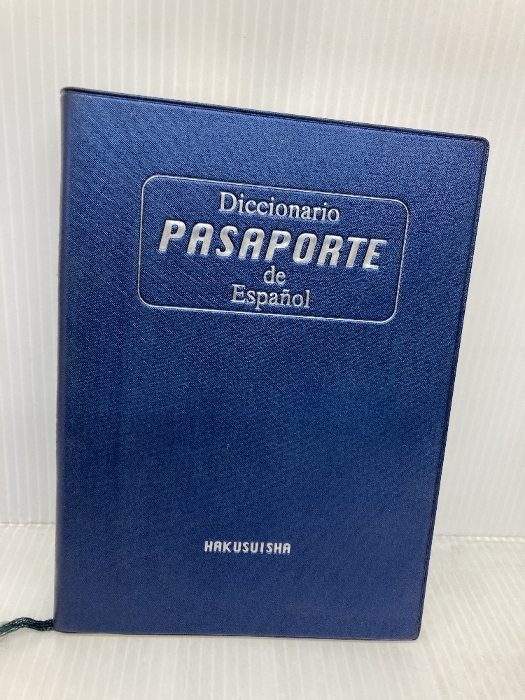 Diccionario
PASAPORTE
de
Español
HAKUSUISHA